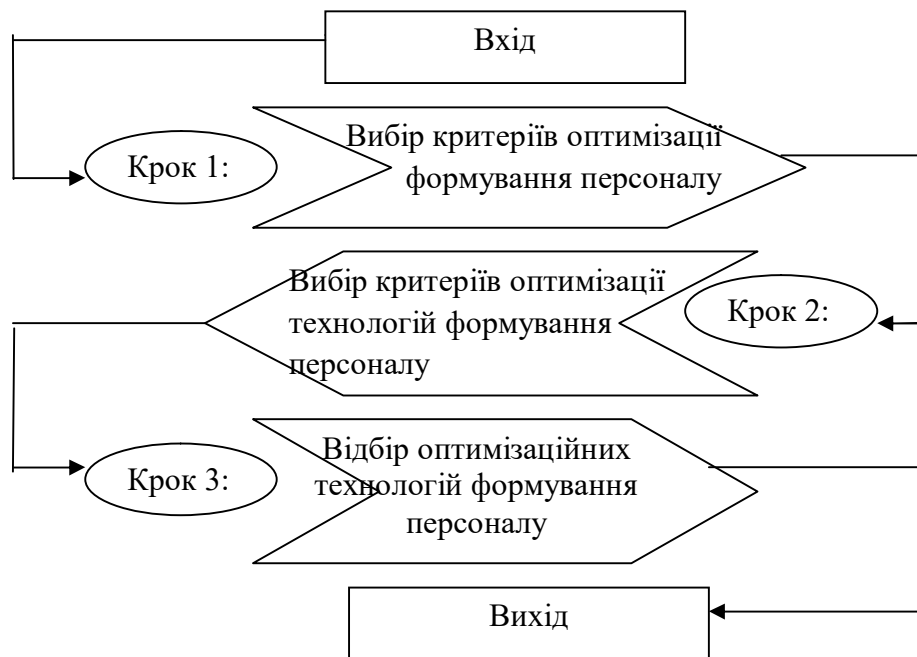 Вхід
Крок 1:
Вибір критеріїв оптимізації
формування персоналу
Вибір критеріїв оптимізації
технологій формування
персоналу
Крок 2:
Крок 3:
Відбір оптимізаційних
технологій формування
персоналу
Вихід